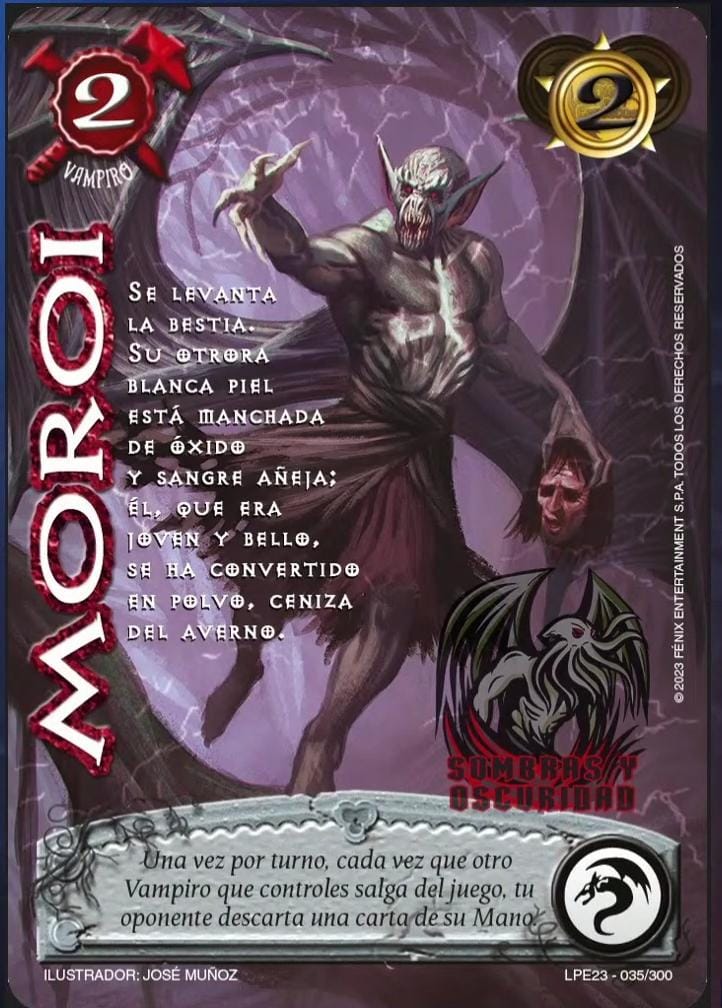 2
VAMPIRO
2
MOROI
SE LEVANTA
LA BESTIA.
SU OTRORA
BLANCA PIEL
ESTÁ MANCHADA
DE ÓXIDO
Y SANGRE AÑEJA;
ÉL, QUE ERA
JOVEN Y BELLO,
SE HA CONVERTIDO
EN POLVO, CENIZA
DEL AVERNO.
©2023 FÉNIX ENTERTAINMENT S.P.A. TODOS LOS DERECHOS RESERVADOS
SOMBRAS Y
OSCURIDAD
Una vez por turno, cada vez que otro
Vampiro que controles salga del juego, tu
oponente descarta una carta de su Mano.
ILUSTRADOR: JOSÉ MUÑOZ
LPE23 - 035/300